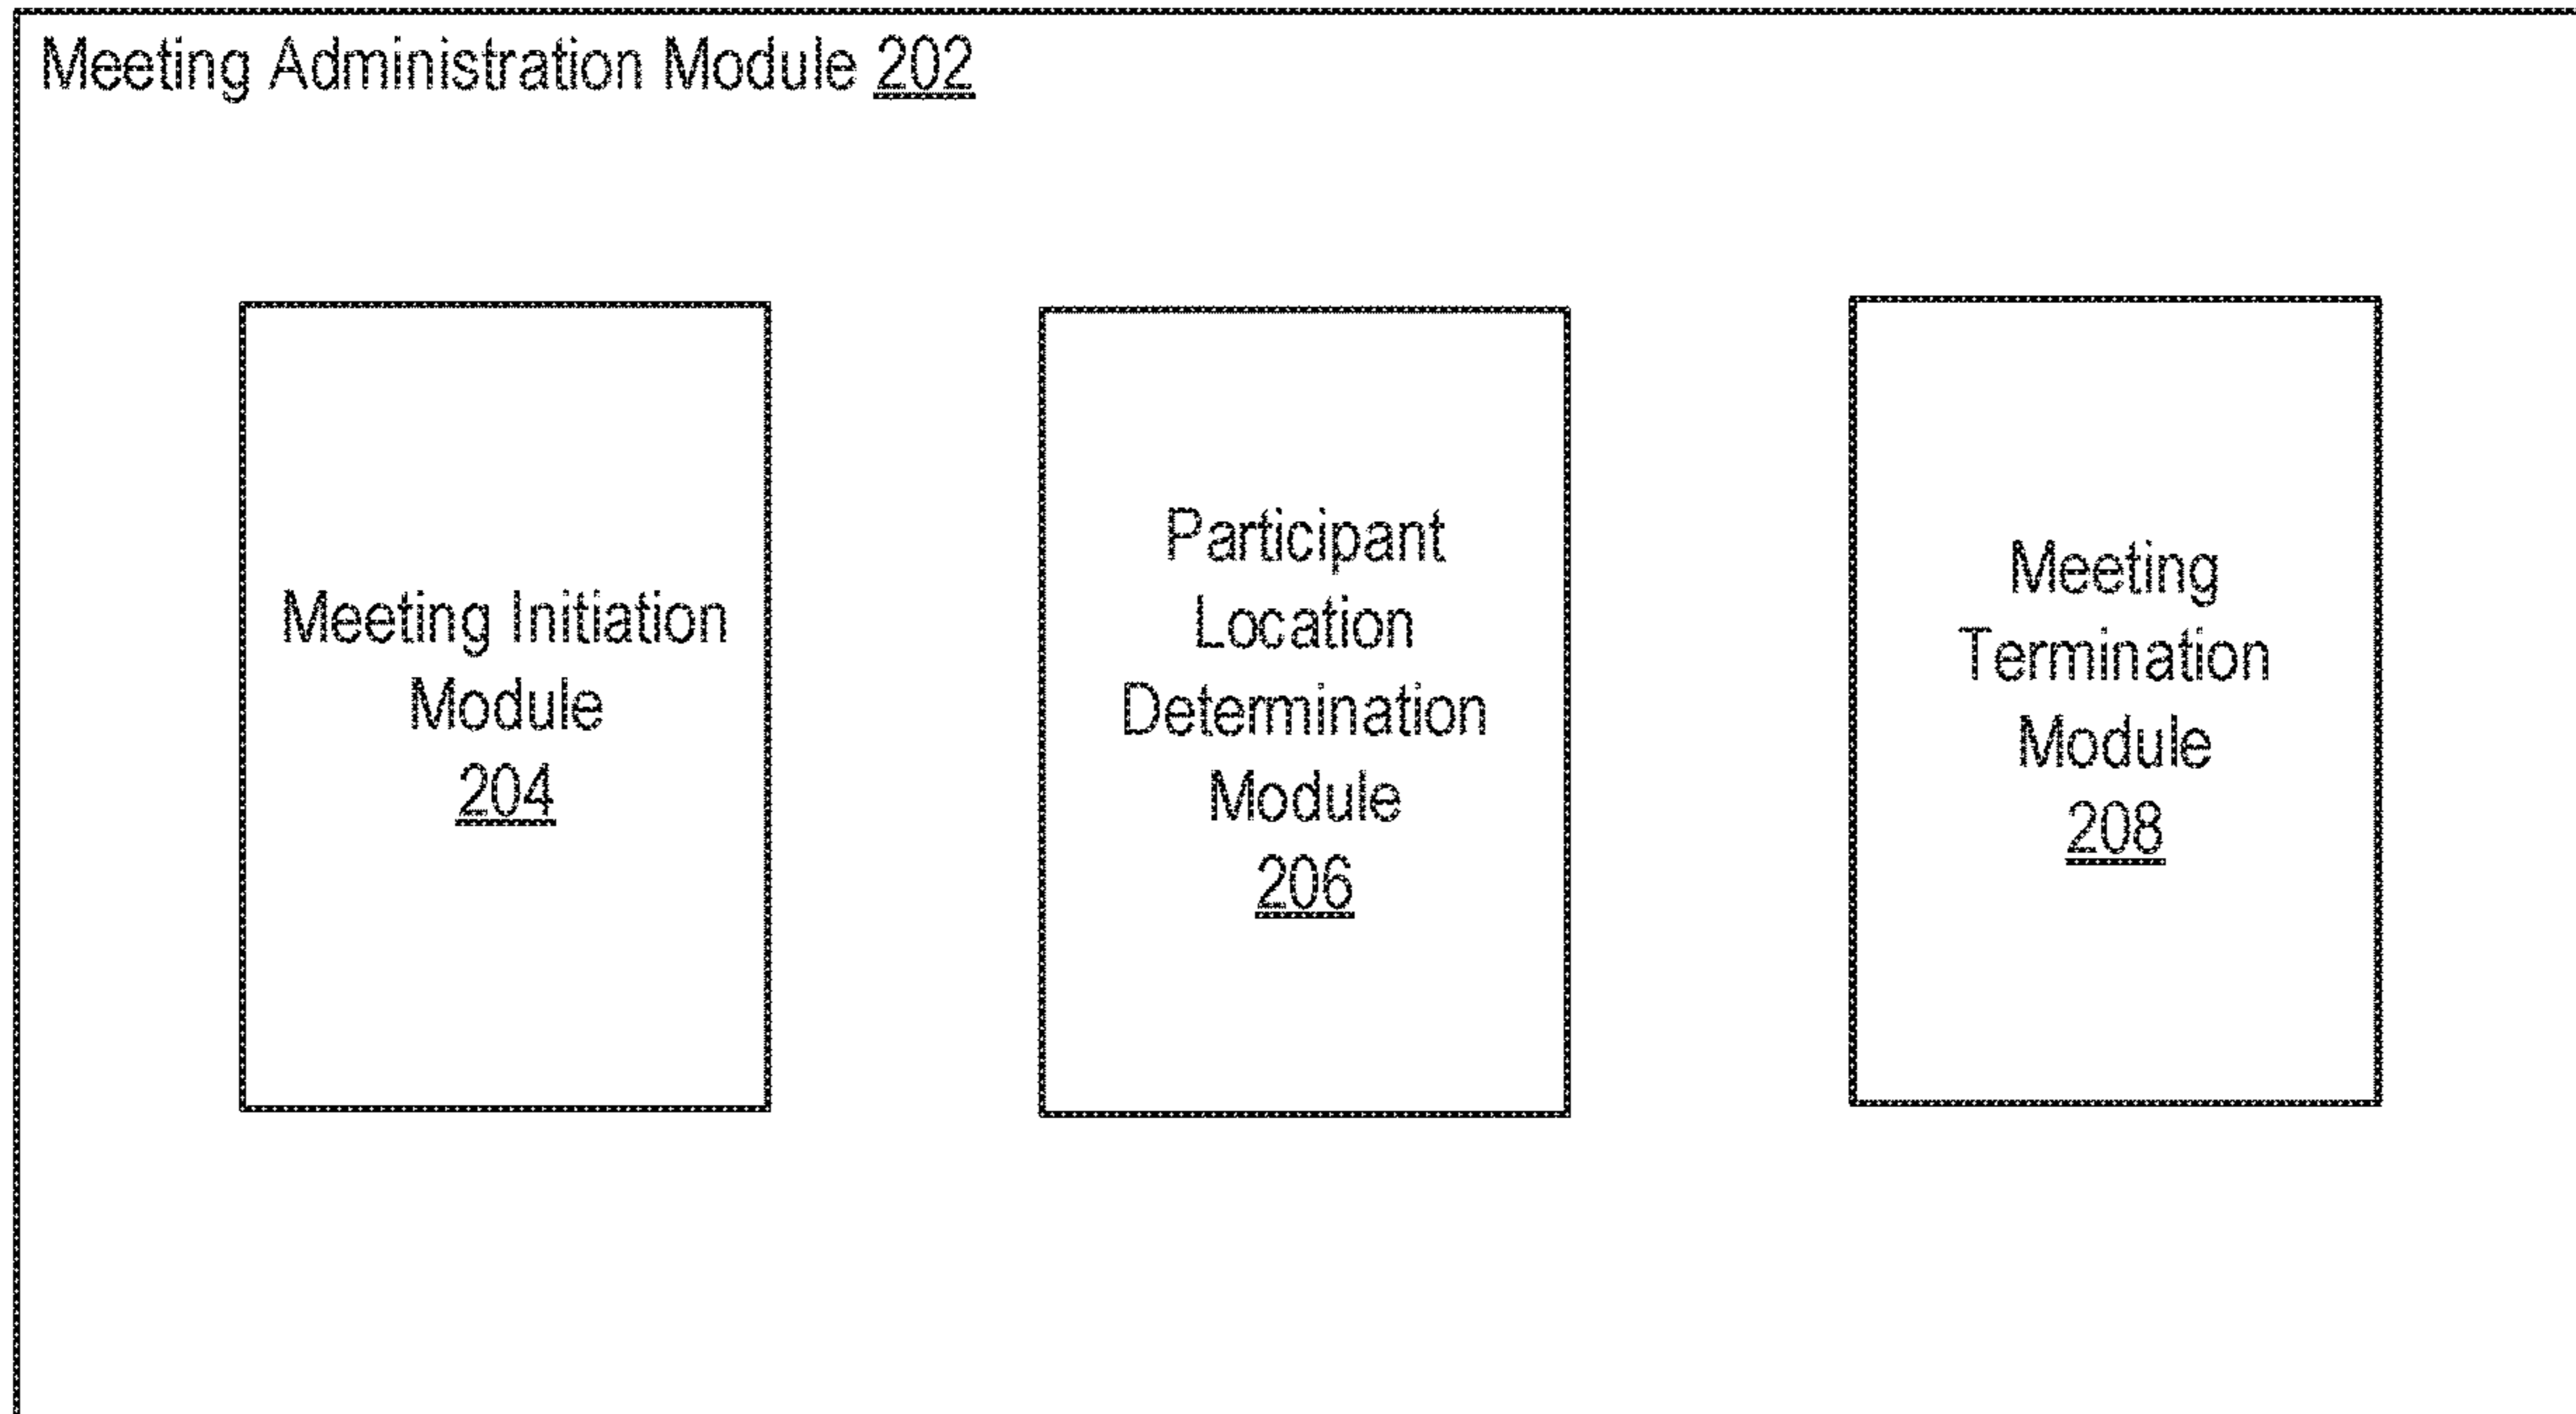 Meeting Administration Module 202
Meeting Initiation
Module
204
Participant
Location
Determination
Module
206
Meeting
Termination
Module
208